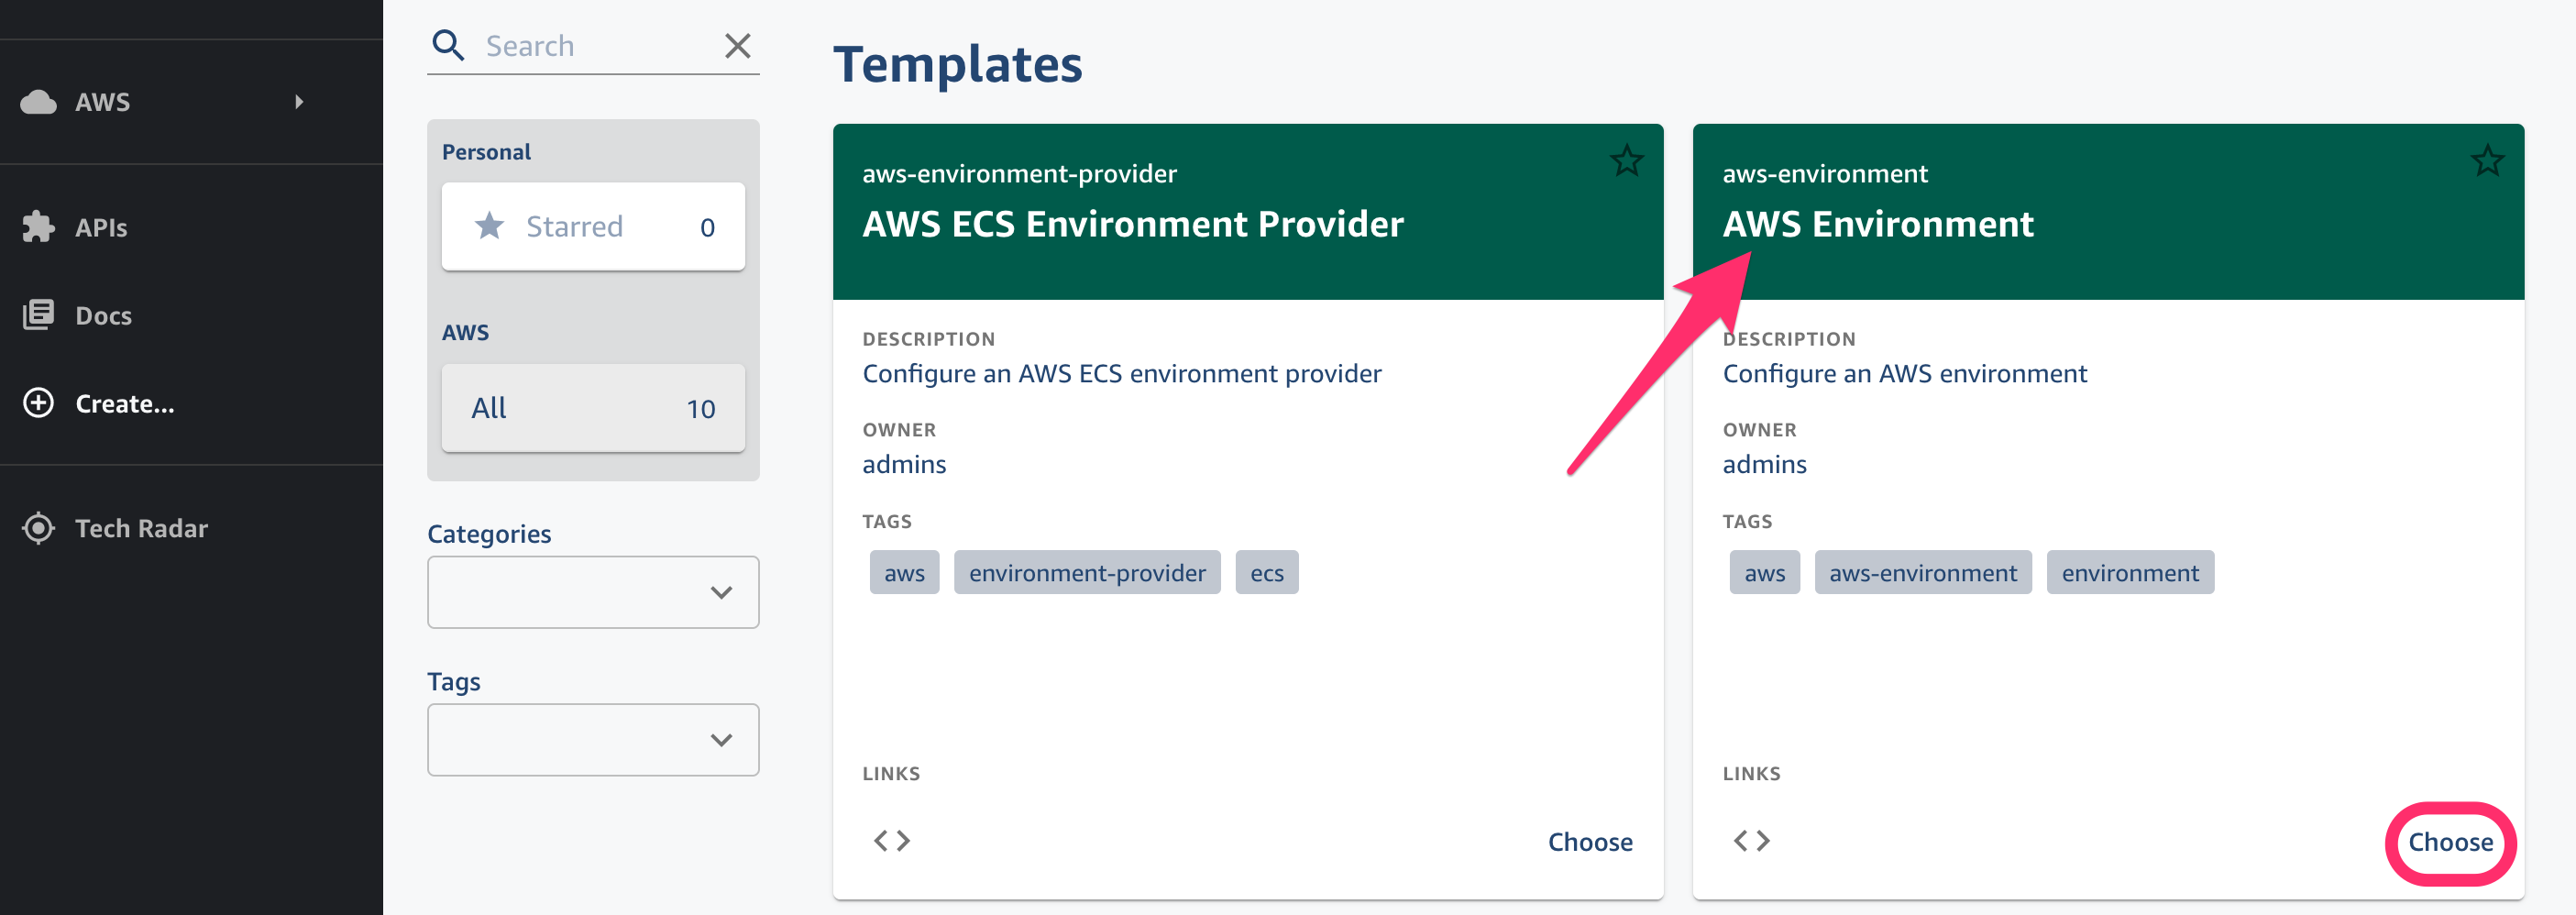 AWS
APIs
Docs
Create...
Tech Radar
Search
Personal
Starred 0
AWS
All 10
Categories
Tags
Templates
aws-environment-provider
AWS ECS Environment Provider
DESCRIPTION
Configure an AWS ECS environment provider
OWNER
admins
TAGS
aws environment-provider ecs
LINKS
Choose
aws-environment
AWS Environment
DESCRIPTION
Configure an AWS environment
OWNER
admins
TAGS
aws aws-environment environment
LINKS
Choose